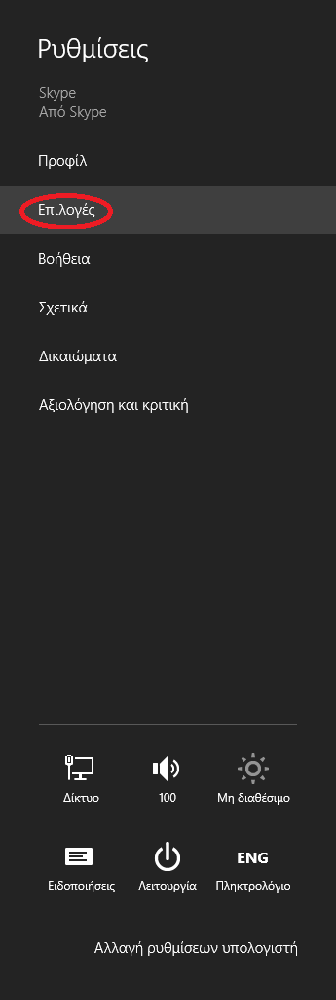 Ρυθμίσεις
Skype
Από Skype
Προφίλ
Επιλογές
Βοήθεια
Σχετικά
Δικαιώματα
Αξιολόγηση και κριτική
Δίκτυο
100
Μη διαθέσιμο
ENG
Ειδοποιήσεις
Λειτουργία
Πληκτρολόγιο
Αλλαγή ρυθμίσεων υπολογιστή